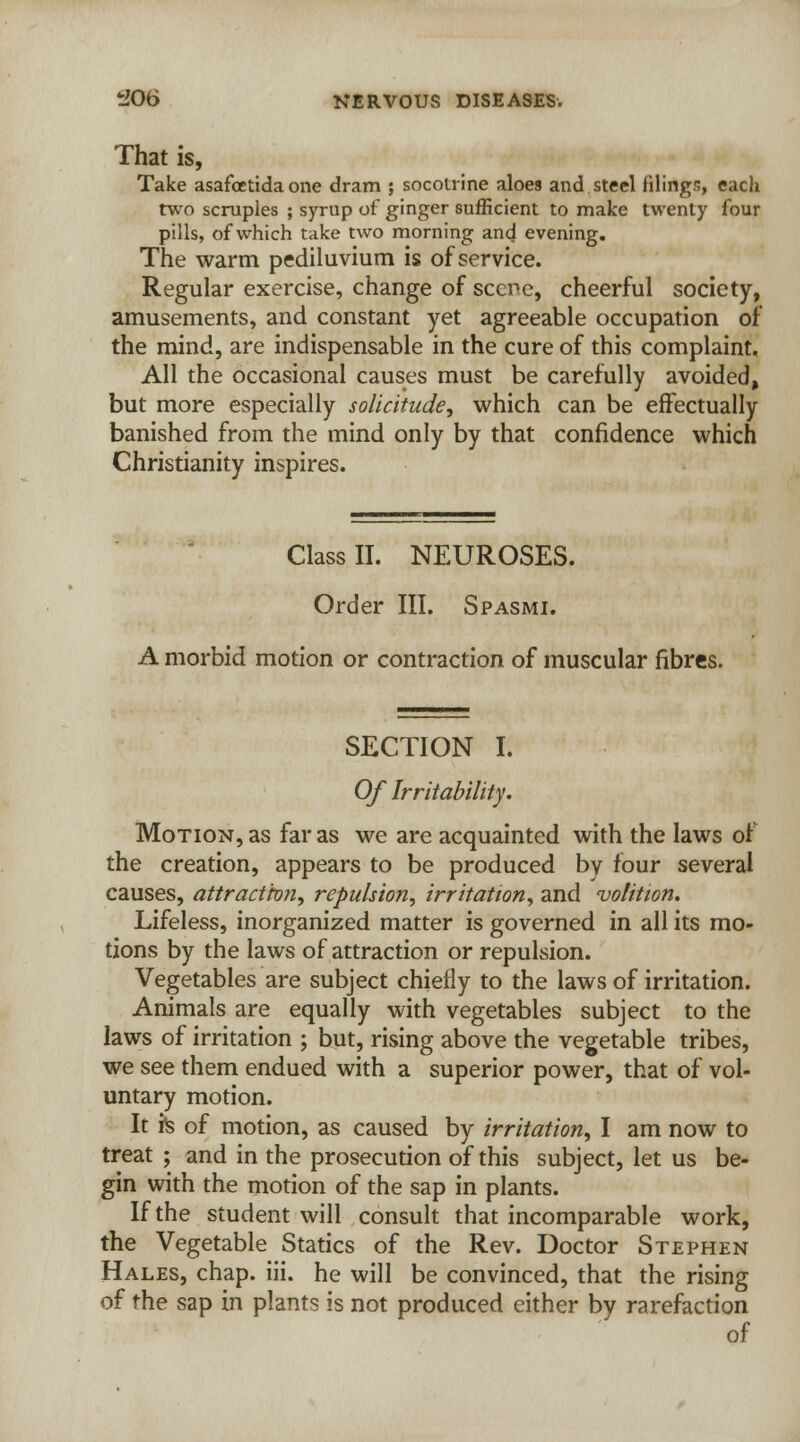 206 NERVOUS DISEASES.
That is,
Take asafœtida one dram ; socotrine aloes and steel filings, each
two scruples ; syrup of ginger sufficient to make twenty four
pills, of which take two morning and evening.
The warm pediluvium is of service.
Regular exercise, change of scene, cheerful society,
amusements, and constant yet agreeable occupation of
the mind, are indispensable in the cure of this complaint.
All the occasional causes must be carefully avoided,
but more especially solicitude, which can be effectually
banished from the mind only by that confidence which
Christianity inspires.
Class II. NEUROSES.
Order III. Spasmi.
A morbid motion or contraction of muscular fibres.
SECTION I.
Of Irritability.
Motion, as far as we are acquainted with the laws of
the creation, appears to be produced by four several
causes, attraction, repulsion, irritation, and volition.
Lifeless, inorganized matter is governed in all its mo-
tions by the laws of attraction or repulsion.
Vegetables are subject chiefly to the laws of irritation.
Animals are equally with vegetables subject to the
laws of irritation ; but, rising above the vegetable tribes,
we see them endued with a superior power, that of vol-
untary motion.
It is of motion, as caused by irritation, I am now to
treat ; and in the prosecution of this subject, let us be-
gin with the motion of the sap in plants.
If the student will consult that incomparable work,
the Vegetable Statics of the Rev. Doctor Stephen
Hales, chap. iii. he will be convinced, that the rising
of the sap in plants is not produced either by rarefaction
of